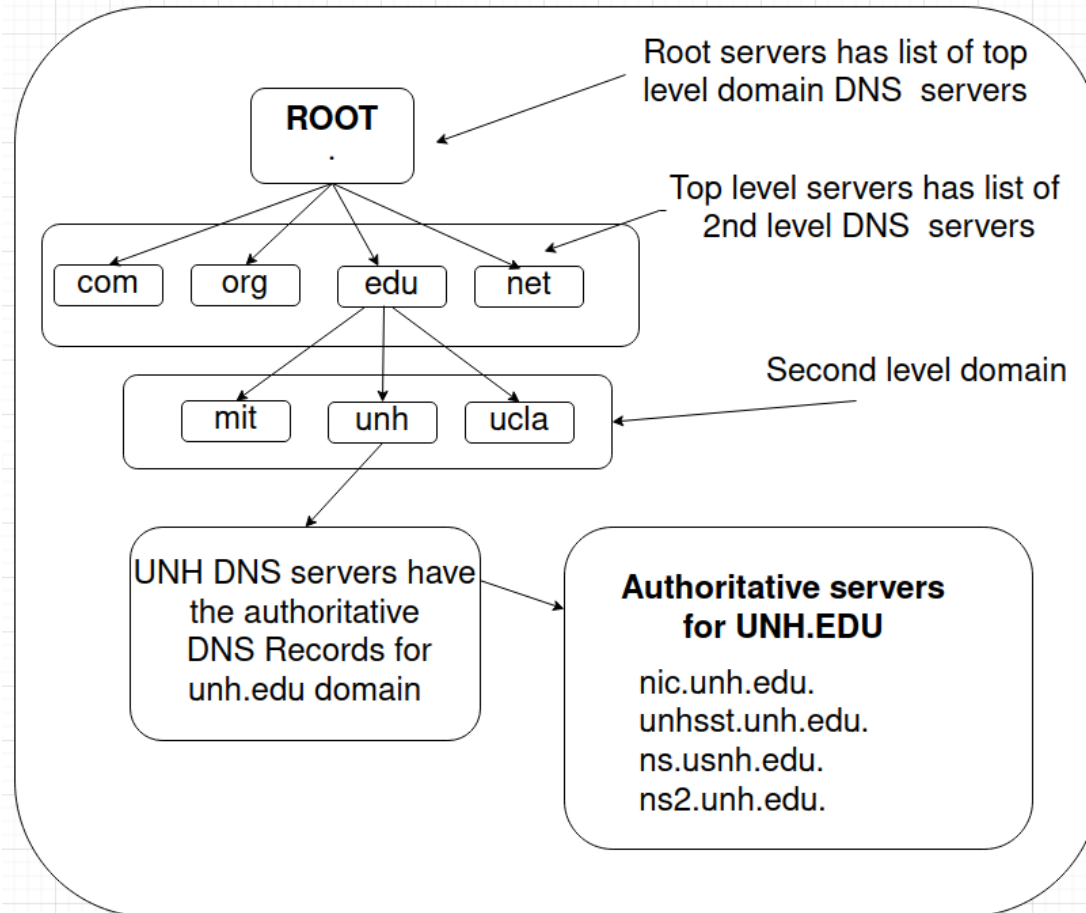 Root servers has list of top
level domain DNS servers
ROOT
.
Top level servers has list of
2nd level DNS servers
com
org
edu
net
Second level domain
mit
unh
ucla
UNH DNS servers have
the authoritative
DNS Records for
unh.edu domain
Authoritative servers
for UNH.EDU
nic.unh.edu.
unhsst.unh.edu.
ns.usnh.edu.
ns2.unh.edu.